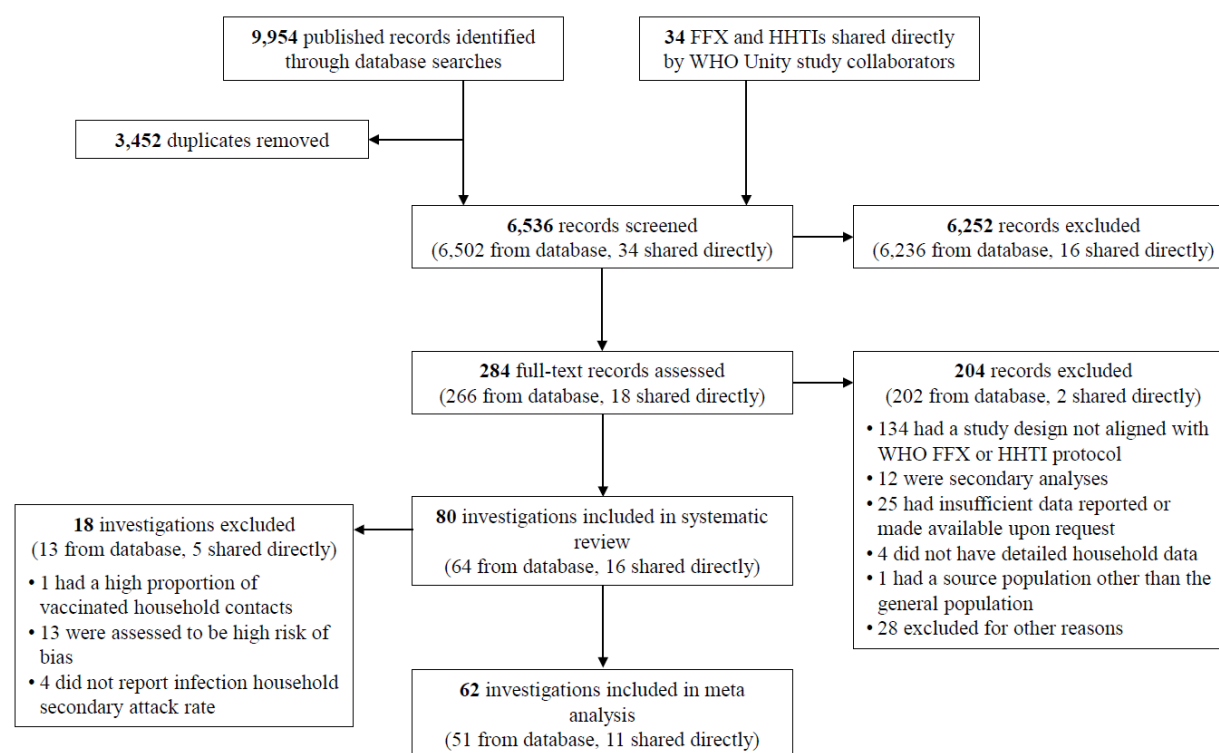 9,954 published records identified
through database searches
34 FFX and HHTIs shared directly
by WHO Unity study collaborators
3,452 duplicates removed
6,536 records screened
(6,502 from database, 34 shared directly)
6,252 records excluded
(6,236 from database, 16 shared directly)
284 full-text records assessed
(266 from database, 18 shared directly)
204 records excluded
(202 from database, 2 shared directly)
• 134 had a study design not aligned with
WHO FFX or HHTI protocol
• 12 were secondary analyses
• 25 had insufficient data reported or
made available upon request
• 4 did not have detailed household data
• 1 had a source population other than the
general population
• 28 excluded for other reasons
80 investigations included in systematic
review
(64 from database, 16 shared directly)
18 investigations excluded
(13 from database, 5 shared directly)
• 1 had a high proportion of
vaccinated household contacts
• 13 were assessed to be high risk of
bias
• 4 did not report infection household
secondary attack rate
62 investigations included in meta
analysis
(51 from database, 11 shared directly)